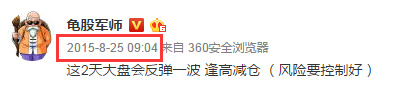 龟股军师
2015-8-25 09:04 来自 360安全浏览器
这2天大盘会反弹一波 逢高减仓 （ 风险要控制好 ）